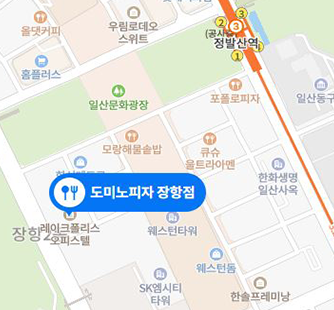 올댓커피
우림로데오
스위트
2
3
(공사중)
정발산역
1
홈플러스
일산문화광장
포폴로피자
일산동구
모랑해물솥밥
큐슈
울트라아멘
한화생명
일산사옥
도미노피자 장항점
레이크폴리스
오피스텔
장항2
웨스턴타워
웨스턴돔
SK엠시티
타워
한솔프레미낭